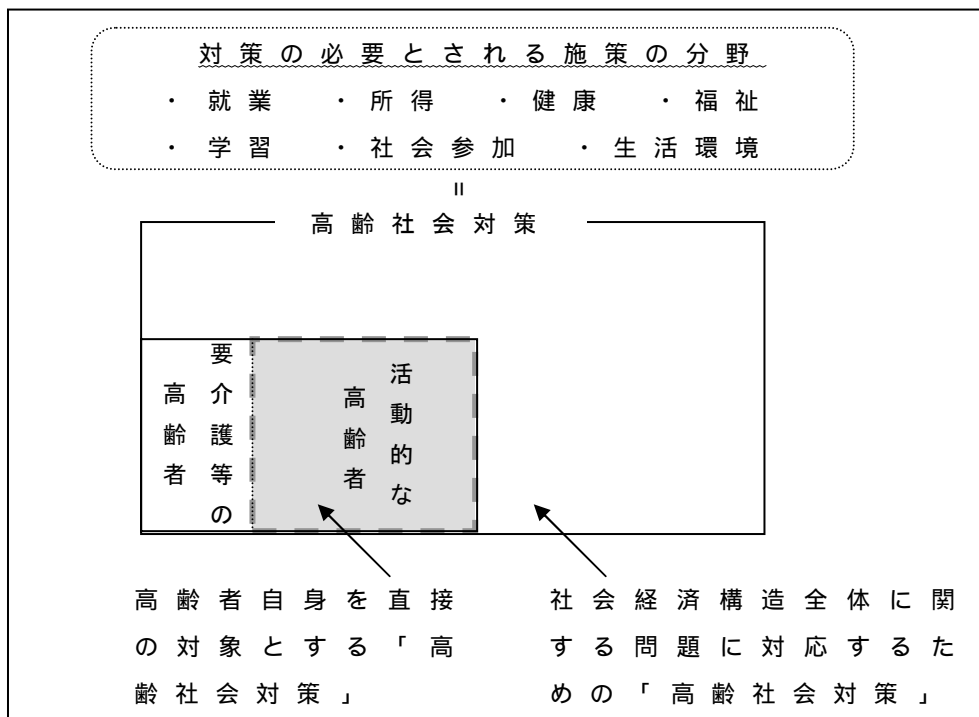 対策の必要とされる施策の分野
・就業 ・所得 ・健康 ・福祉
・学習 ・社会参加 ・生活環境
=
高齢社会対策
要介護等の
高齢者
活動的な
高齢者
高齢者自身を直接
の対象とする「高
齢社会対策」
社会経済構造全体に関
する問題に対応するた
めの「高齢社会対策」